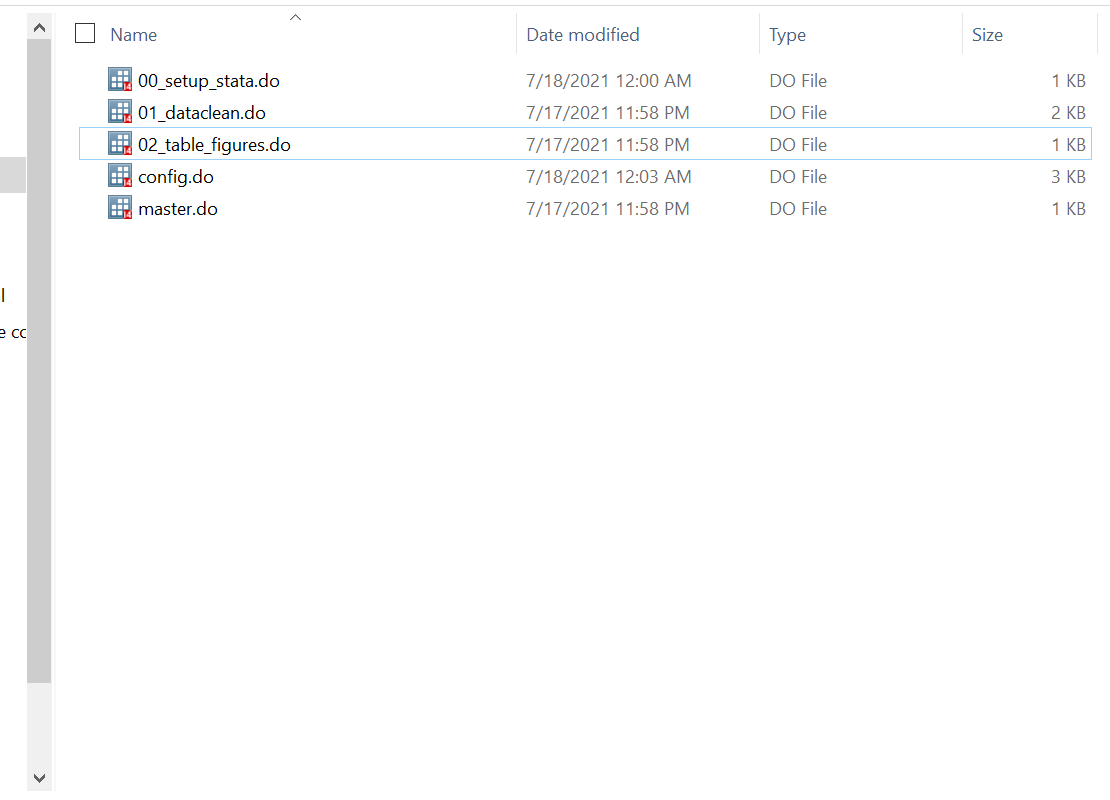 Name Date modified Type Size
00_setup_stata.do 7/18/2021 12:00 AM DO File 1 KB
01_dataclean.do 7/17/2021 11:58 PM DO File 2 KB
02_table_figures.do 7/17/2021 11:58 PM DO File 1 KB
config.do 7/18/2021 12:03 AM DO File 3 KB
master.do 7/17/2021 11:58 PM DO File 1 KB
e cc